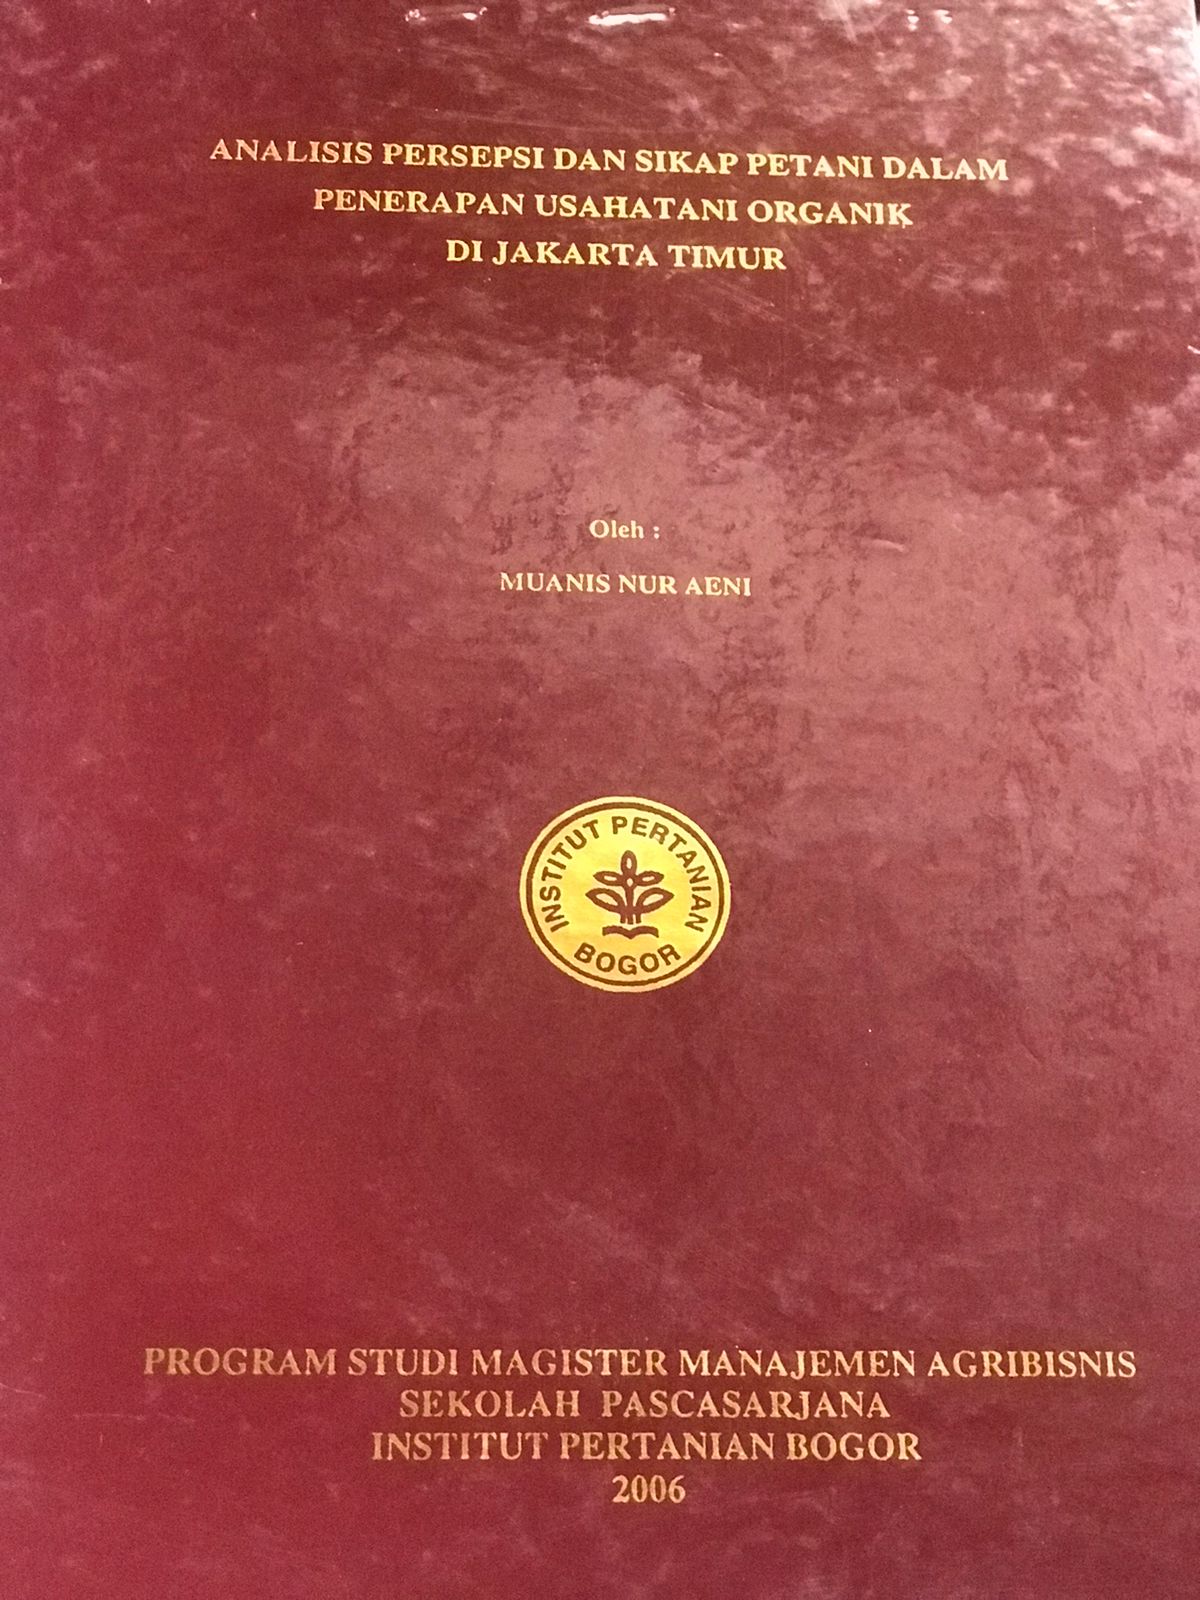 ANALISIS PERSEPSI DAN SIKAP PETANI DALAM
PENERAPAN USAHATANI ORGANIK
DI JAKARTA TIMUR
Oleh :
MUANIS NUR AENI
INSTITUT PERTANIAN
BOGOR
PROGRAM STUDI MAGISTER MANAJEMEN AGRIBISNIS
SEKOLAH PASCASARJANA
INSTITUT PERTANIAN BOGOR
2006